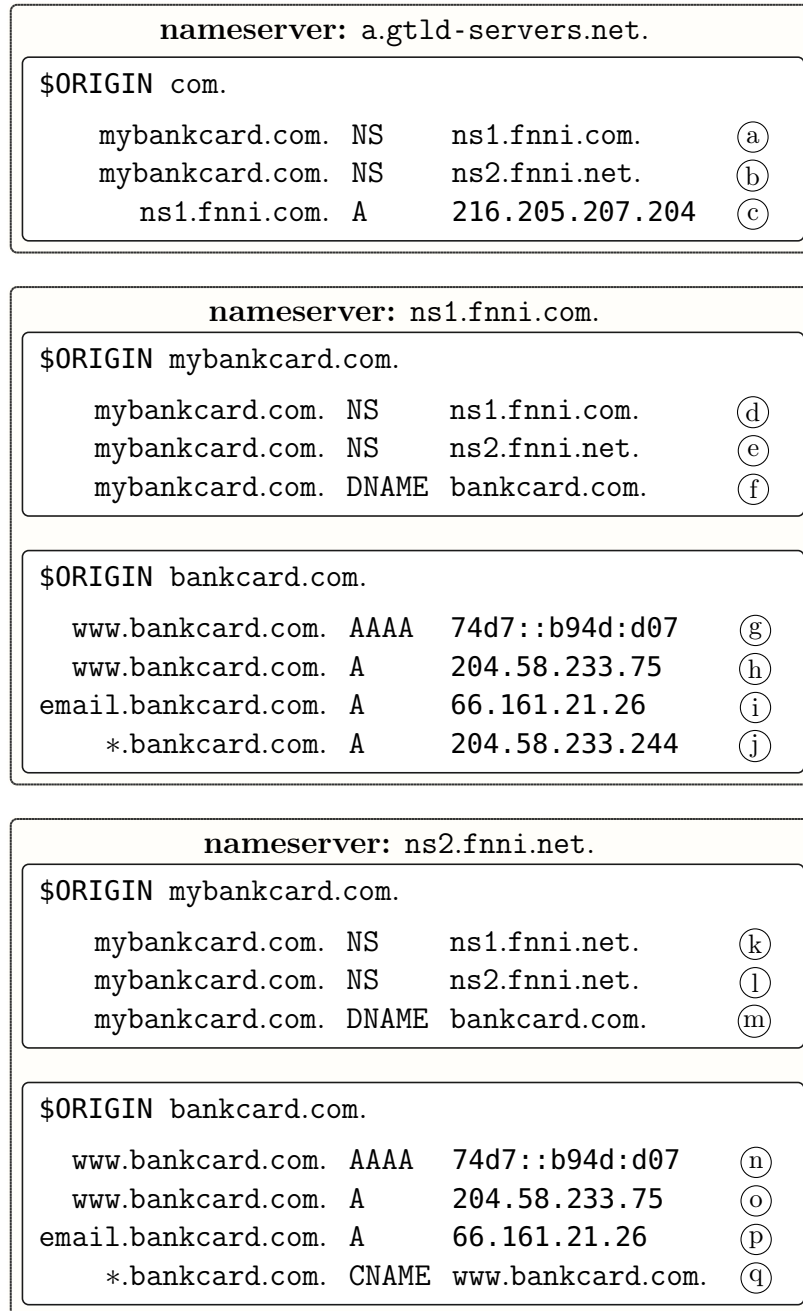 nameserver: a.gtld-servers.net.
$ORIGIN com.
mybankcard.com. NS ns1.fnni.com. ⓐ
mybankcard.com. NS ns2.fnni.net. ⓑ
ns1.fnni.com. A 216.205.207.204 ⓒ
nameserver: ns1.fnni.com.
$ORIGIN mybankcard.com.
mybankcard.com. NS ns1.fnni.com. ⓓ
mybankcard.com. NS ns2.fnni.net. ⓔ
mybankcard.com. DNAME bankcard.com. ⓕ
$ORIGIN bankcard.com.
www.bankcard.com. AAAA 74d7::b94d:d07 ⓖ
www.bankcard.com. A 204.58.233.75 ⓗ
email.bankcard.com. A 66.161.21.26 ⓘ
*.bankcard.com. A 204.58.233.244 ⓙ
nameserver: ns2.fnni.net.
$ORIGIN mybankcard.com.
mybankcard.com. NS ns1.fnni.net. ⓚ
mybankcard.com. NS ns2.fnni.net. ⓛ
mybankcard.com. DNAME bankcard.com. ⓜ
$ORIGIN bankcard.com.
www.bankcard.com. AAAA 74d7::b94d:d07 ⓝ
www.bankcard.com. A 204.58.233.75 ⓞ
email.bankcard.com. A 66.161.21.26 ⓟ
*.bankcard.com. CNAME www.bankcard.com. ⓠ